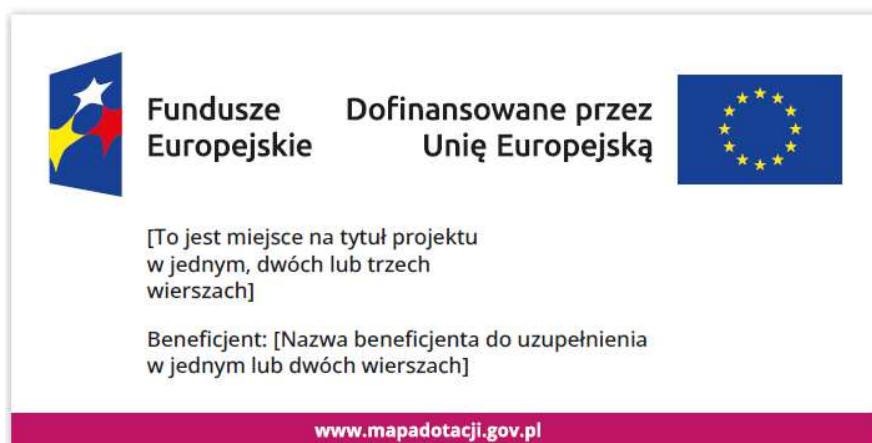 Fundusze
Europejskie
Dofinansowane przez
Unię Europejską
[To jest miejsce na tytuł projektu
w jednym, dwóch lub trzech
wierszach]
Beneficjent: [Nazwa beneficjenta do uzupełnienia
w jednym lub dwóch wierszach]
www.mapadotacji.gov.pl